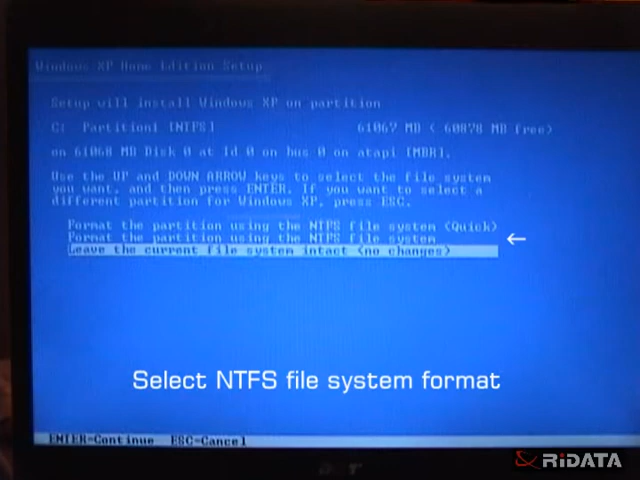 Windows XP Home Edition Setup
Setup will install Windows XP on partition
C: Partition1 [NTFS] 61067 MB ( 60878 MB free)
on 61068 MB Disk 0 at Id 0 on bus 0 on atapi [MBR].
Use the UP and DOWN ARROW keys to select the file system
you want, and then press ENTER. If you want to select a
different partition for Windows XP, press ESC.
Format the partition using the NTFS file system (Quick)
Format the partition using the NTFS file system
Leave the current file system intact (no changes)
Select NTFS file system format
ENTER=Continue ESC=Cancel
RiDATA